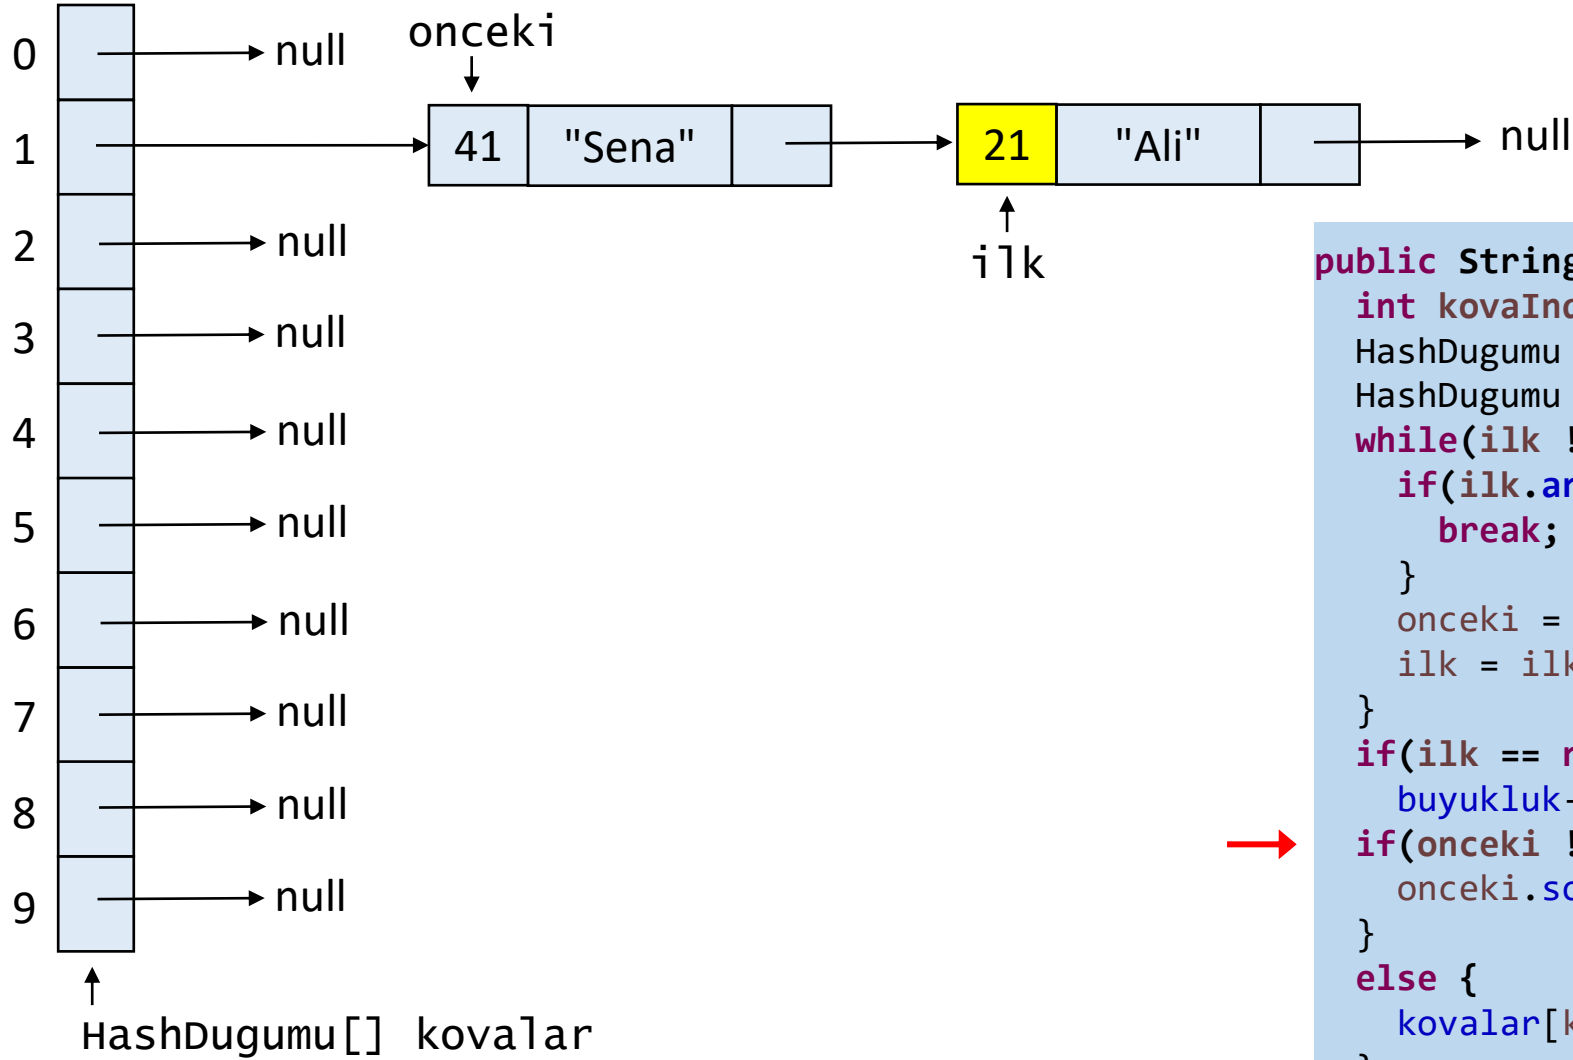 onceki
0 null
1 41 "Sena" 21 "Ali" null
ilk
2 null
3 null
4 null
5 null
6 null
7 null
8 null
9 null
HashDugumu[] kovalar
public String
int kovaInd
HashDugumu
HashDugumu
while(ilk !
if(ilk.an
break;
}
onceki =
ilk = ilk
}
if(ilk == n
buyukluk-
if(onceki !
onceki.so
}
else {
kovalar[k
}